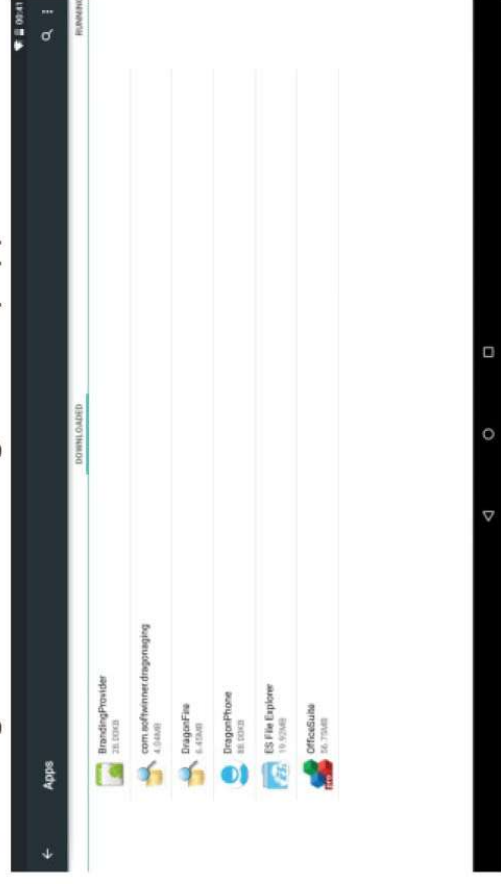 09:41
Apps
DOWNLOADED
RUNNING
BrandingProvider
28.00KB
com.softwinner.dragonaging
4.04MB
DragonFire
6.45MB
DragonPhone
88.00KB
ES File Explorer
19.92MB
OfficeSuite
56.75MB